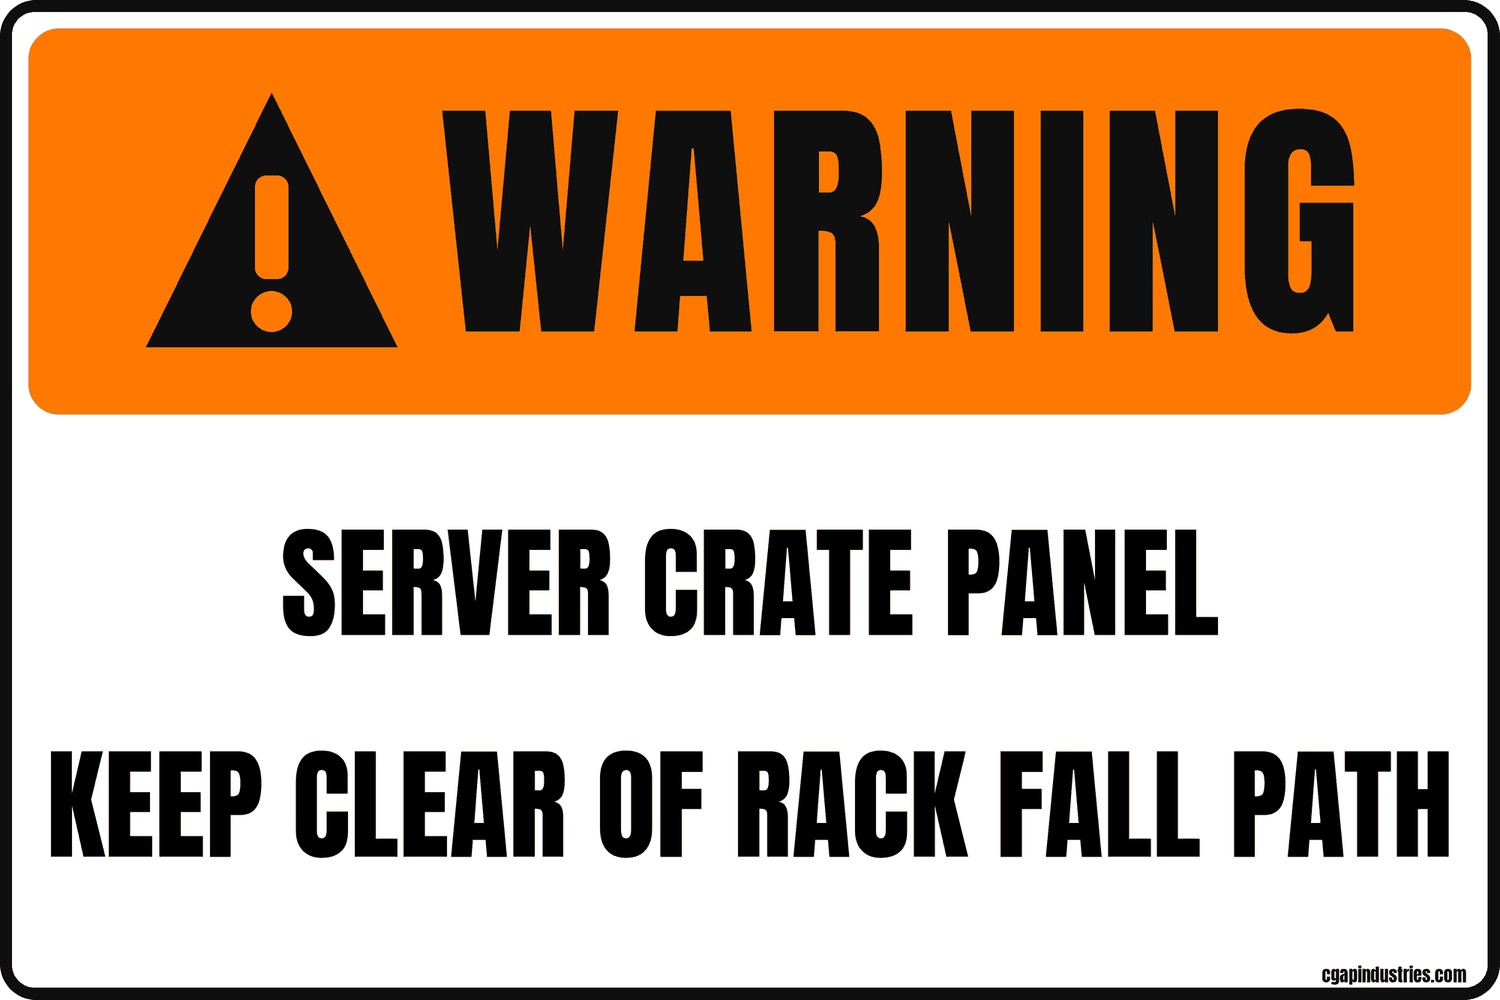 WARNING
SERVER CRATE PANEL
KEEP CLEAR OF RACK FALL PATH
cgapindustries.com